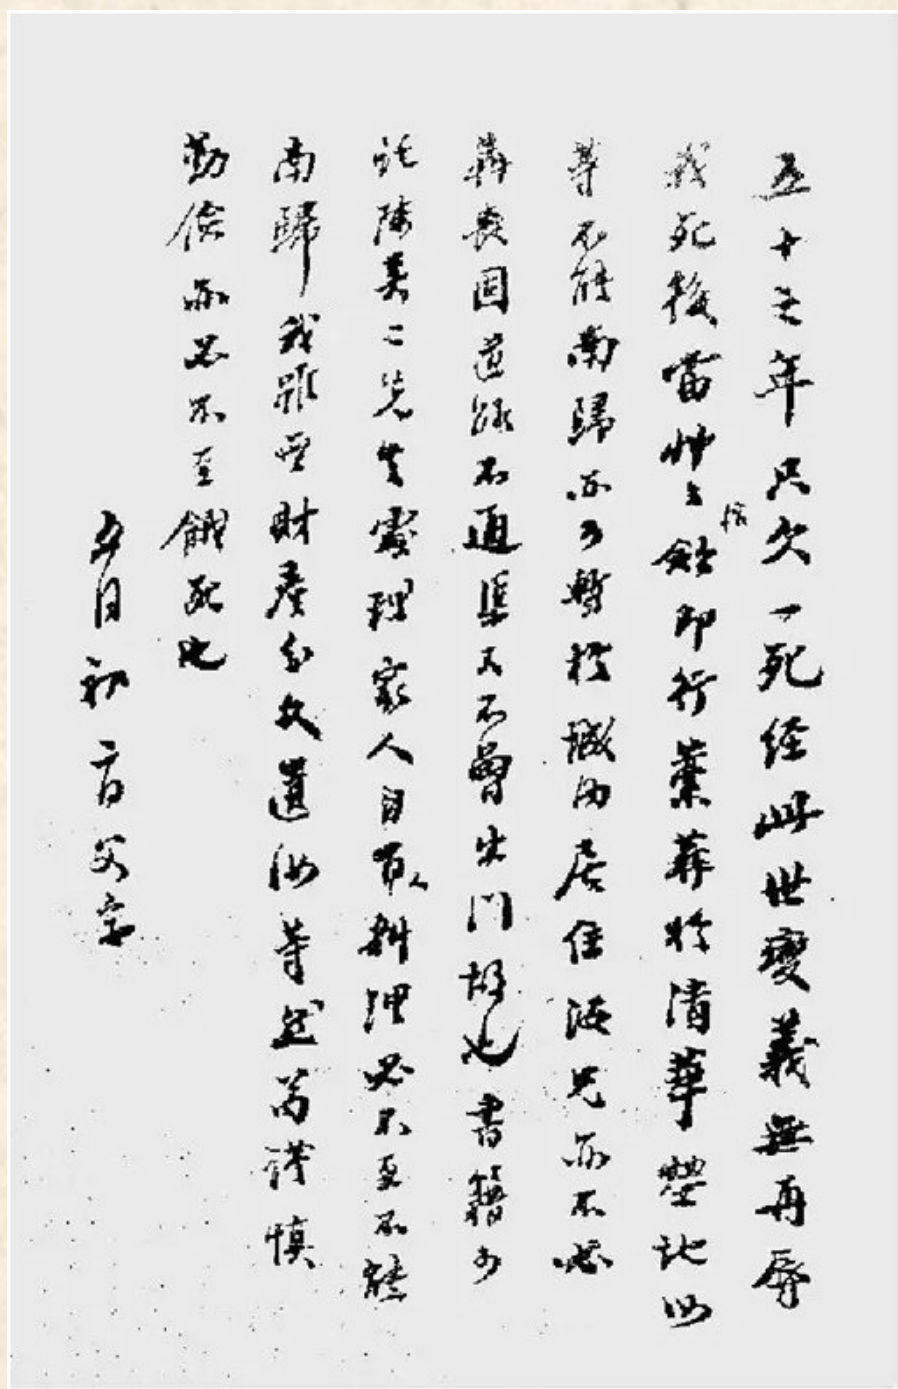 五十之年只欠一死經此世變義無再辱
我死後當艸艸棺歛即行藁葬於清華塋地汝
等不能南歸亦可暫於城內居住汝兄亦不必
奔喪因道路不通渠又不曾出門故也書籍可
託陳吳二先生處理家人自有人料理必不至不能
南歸我雖無財產分文遺汝等然苟謹慎
勤儉亦必不至餓死也
五月初二日父字